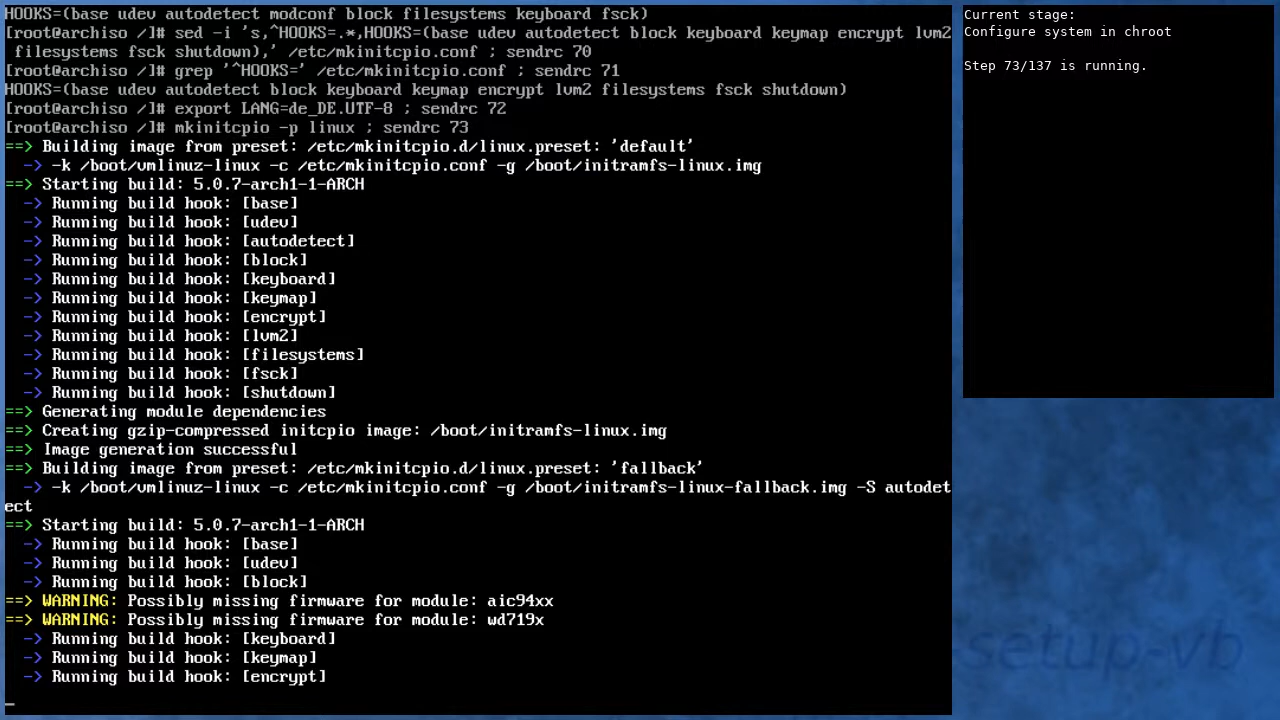 HOOKS=(base udev autodetect modconf block filesystems keyboard fsck)
[root@archiso /]# sed -i 's,^HOOKS=.*,HOOKS=(base udev autodetect block keyboard keymap encrypt lvm2
 filesystems fsck shutdown),' /etc/mkinitcpio.conf ; sendrc 70
[root@archiso /]# grep '^HOOKS=' /etc/mkinitcpio.conf ; sendrc 71
HOOKS=(base udev autodetect block keyboard keymap encrypt lvm2 filesystems fsck shutdown)
[root@archiso /]# export LANG=de_DE.UTF-8 ; sendrc 72
[root@archiso /]# mkinitcpio -p linux ; sendrc 73
==> Building image from preset: /etc/mkinitcpio.d/linux.preset: 'default'
  -> -k /boot/vmlinuz-linux -c /etc/mkinitcpio.conf -g /boot/initramfs-linux.img
==> Starting build: 5.0.7-arch1-1-ARCH
  -> Running build hook: [base]
  -> Running build hook: [udev]
  -> Running build hook: [autodetect]
  -> Running build hook: [block]
  -> Running build hook: [keyboard]
  -> Running build hook: [keymap]
  -> Running build hook: [encrypt]
  -> Running build hook: [lvm2]
  -> Running build hook: [filesystems]
  -> Running build hook: [fsck]
  -> Running build hook: [shutdown]
==> Generating module dependencies
==> Creating gzip-compressed initcpio image: /boot/initramfs-linux.img
==> Image generation successful
==> Building image from preset: /etc/mkinitcpio.d/linux.preset: 'fallback'
  -> -k /boot/vmlinuz-linux -c /etc/mkinitcpio.conf -g /boot/initramfs-linux-fallback.img -S autodet
ect
==> Starting build: 5.0.7-arch1-1-ARCH
  -> Running build hook: [base]
  -> Running build hook: [udev]
  -> Running build hook: [block]
==> WARNING: Possibly missing firmware for module: aic94xx
==> WARNING: Possibly missing firmware for module: wd719x
  -> Running build hook: [keyboard]
  -> Running build hook: [keymap]
  -> Running build hook: [encrypt]
Current stage:
Configure system in chroot
Step 73/137 is running.
setup-vb